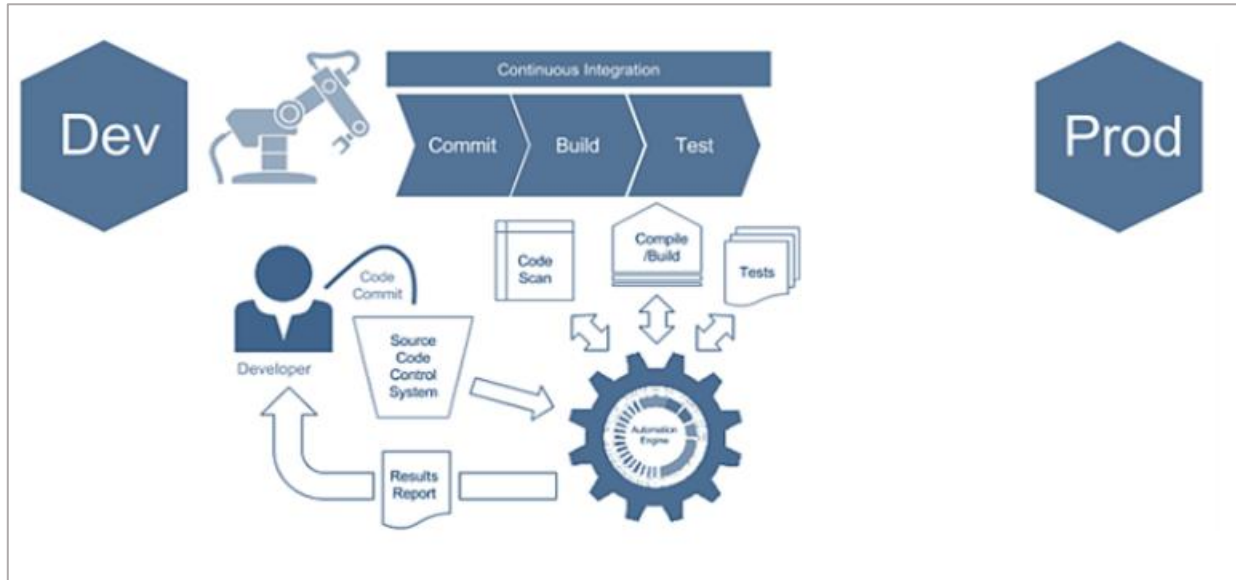 Dev
Continuous Integration
Commit
Build
Test
Prod
Code
Scan
Compile
/Build
Tests
Code
Commit
Developer
Source
Code
Control
System
Automation
Engine
Results
Report